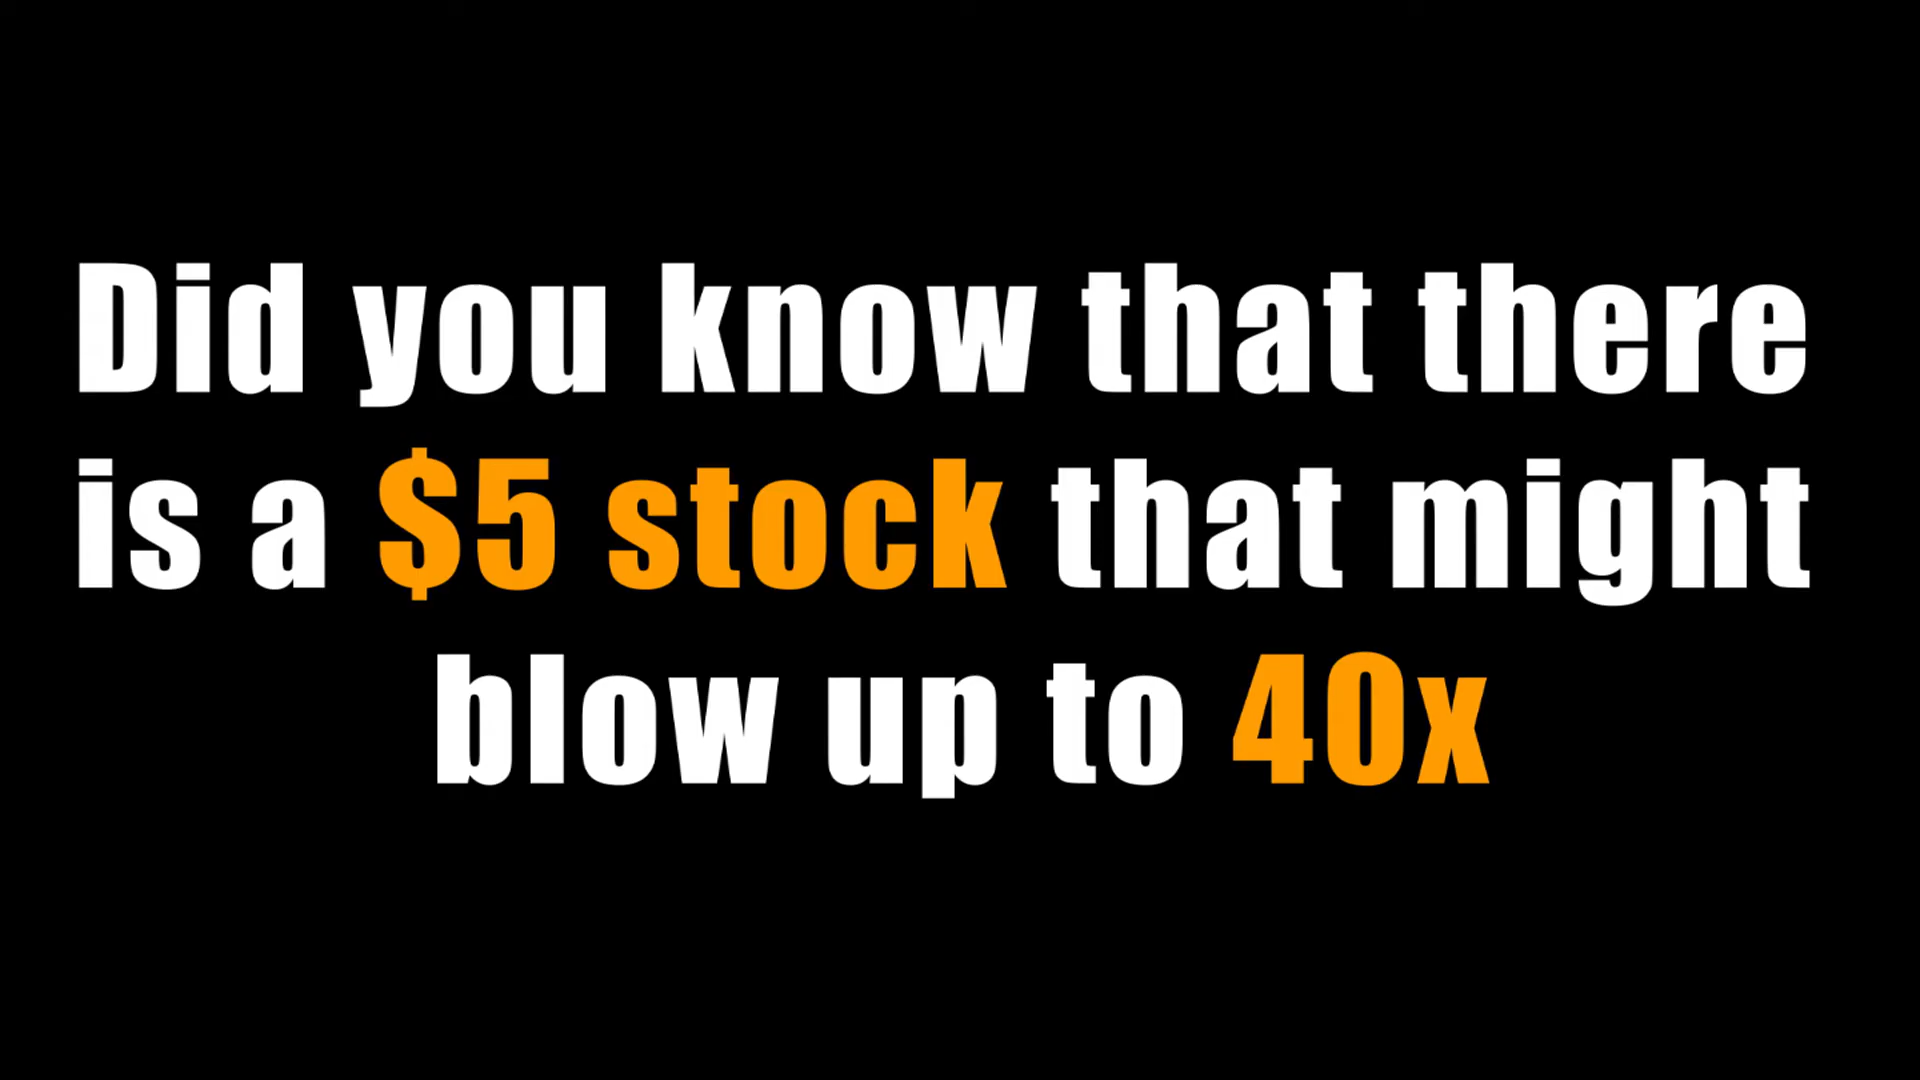 Did you know that there
is a $5 stock that might
blow up to 40x